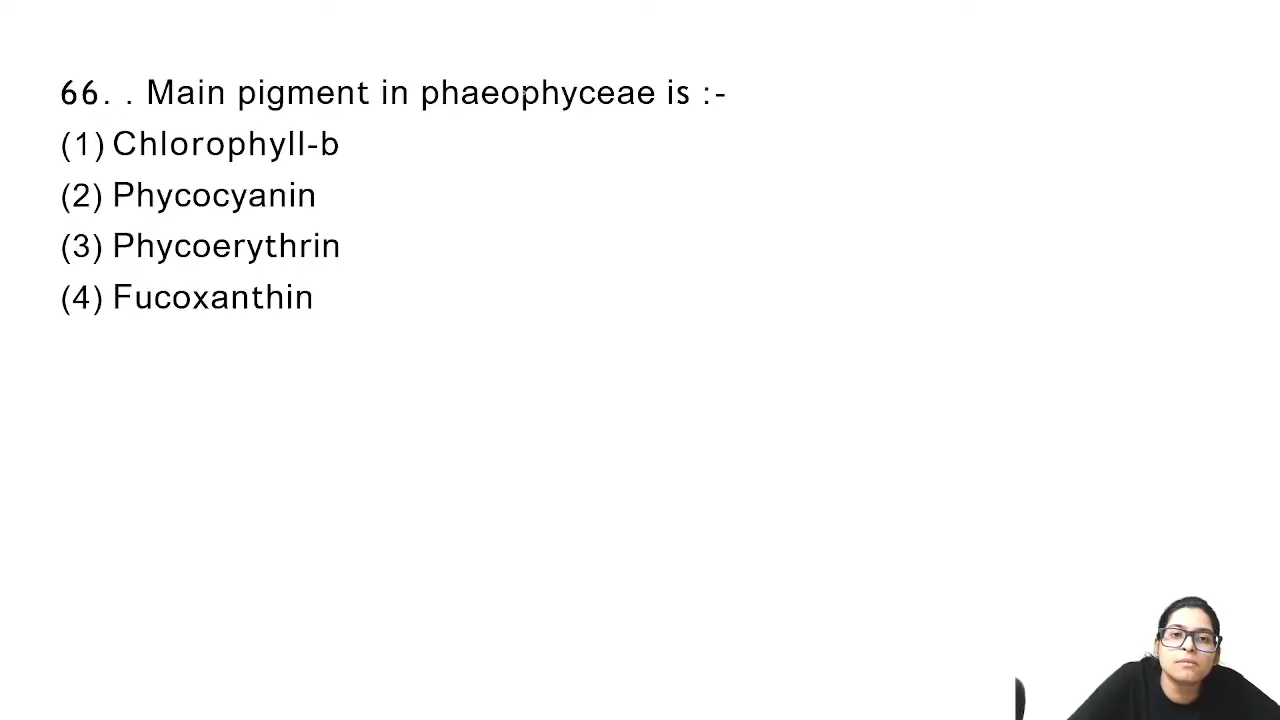 66. . Main pigment in phaeophyceae is :-
(1) Chlorophyll-b
(2) Phycocyanin
(3) Phycoerythrin
(4) Fucoxanthin